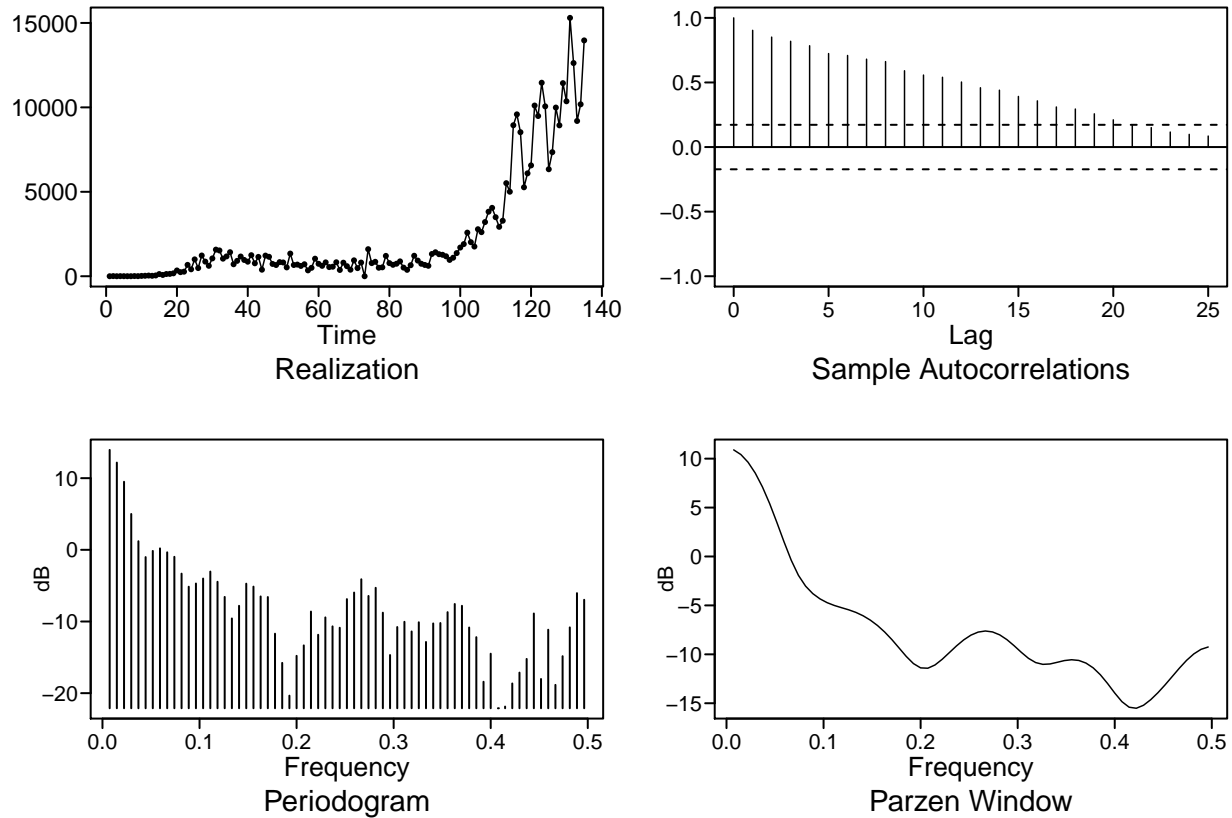 15000
10000
5000
0
0 20 40 60 80 100 120 140
Time
Realization
1.0
0.5
0.0
−0.5
−1.0
0 5 10 15 20 25
Lag
Sample Autocorrelations
dB
10
0
−10
−20
0.0 0.1 0.2 0.3 0.4 0.5
Frequency
Periodogram
dB
10
5
0
−5
−10
−15
0.0 0.1 0.2 0.3 0.4 0.5
Frequency
Parzen Window